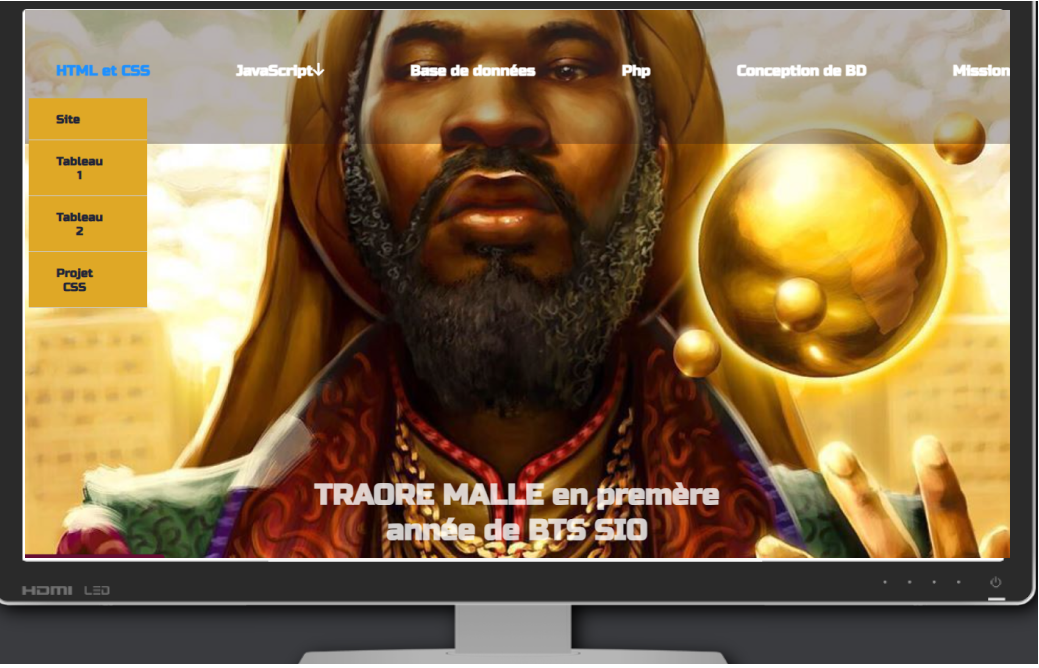 HTML et CSS JavaScript↓ Base de données Php Conception de BD Mission
Site
Tableau
1
Tableau
2
Projet
CSS
TRAORE MALLE en premère
année de BTS SIO
HDMI LED